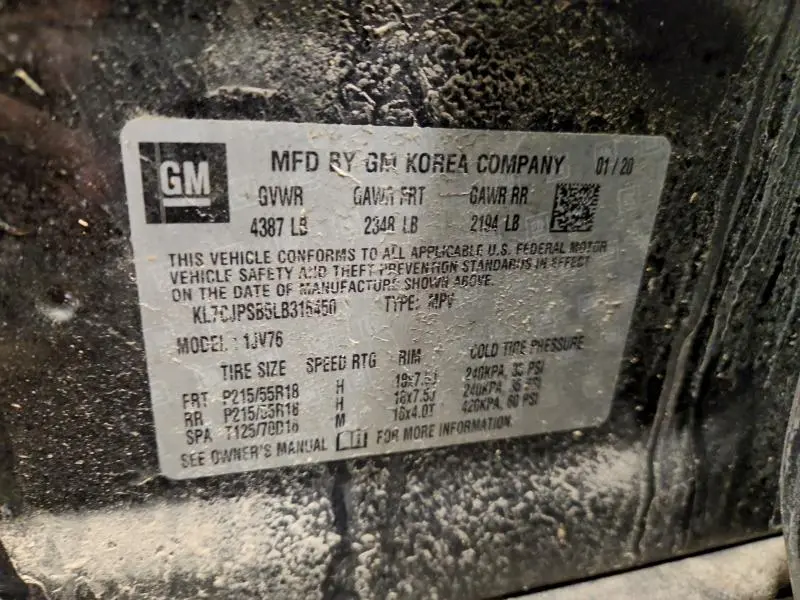 GM
MFD BY GM KOREA COMPANY 01/20
GVWR GAWR FRT GAWR RR
4387 LB 2348 LB 2194 LB
THIS VEHICLE CONFORMS TO ALL APPLICABLE U.S. FEDERAL MOTOR
VEHICLE SAFETY AND THEFT PREVENTION STANDARDS IN EFFECT
ON THE DATE OF MANUFACTURE SHOWN ABOVE.
TYPE: MPV
MODEL: 1JV76
TIRE SIZE SPEED RTG RIM COLD TIRE PRESSURE
FRT P215/55R18 H 240KPA, 35 PSI
RR P215/55R18 H 18x7.5J 240KPA, 35 PSI
SPA T125/70D16 M 16x4.0T 420KPA, 60 PSI
SEE OWNER'S MANUAL FOR MORE INFORMATION.